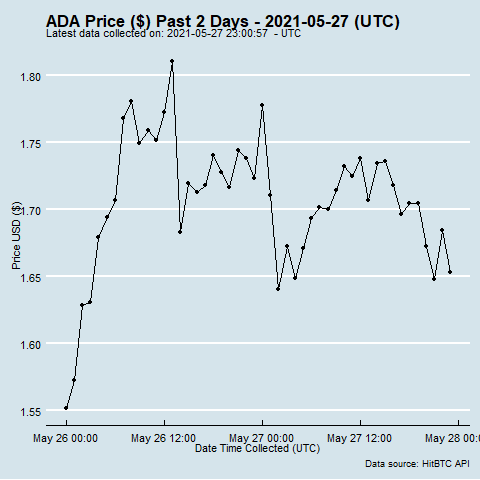 ADA Price ($) Past 2 Days - 2021-05-27 (UTC)
Latest data collected on: 2021-05-27 23:00:57 - UTC
1.80
1.75
1.70
1.65
1.60
1.55
Price USD ($)
May 26 00:00 May 26 12:00 May 27 00:00 May 27 12:00 May 28 00:
Date Time Collected (UTC)
Data source: HitBTC API